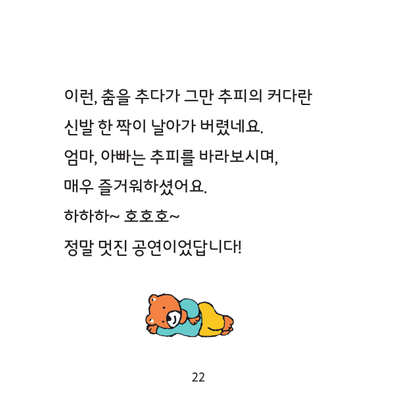 이런, 춤을 추다가 그만 추피의 커다란
신발 한 짝이 날아가 버렸네요.
엄마, 아빠는 추피를 바라보시며,
매우 즐거워하셨어요.
하하하~ 호호호~
정말 멋진 공연이었답니다!
22